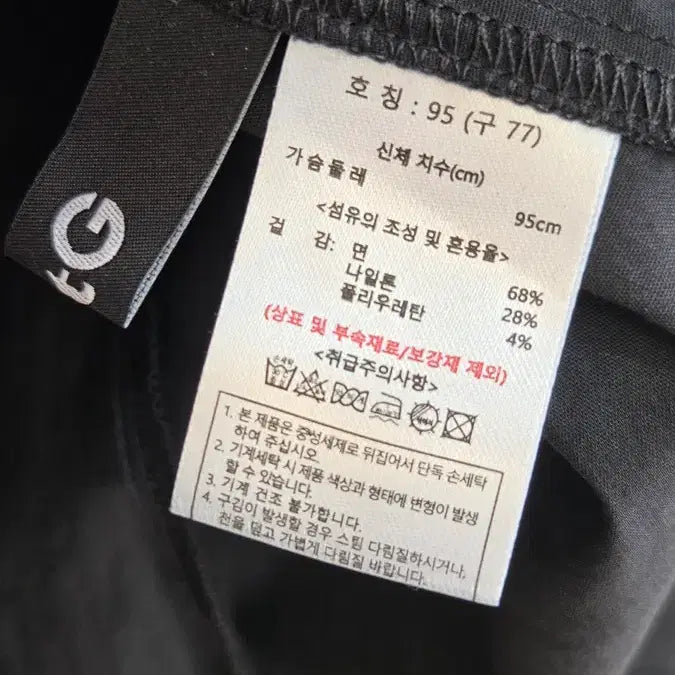 G
호 칭 : 95 (구 77)
신체 치수(cm)
가슴둘레 95cm
<섬유의 조성 및 혼용율>
겉 감: 면 68%
나일론 28%
폴리우레탄 4%
(상표 및 부속재료/보강재 제외)
<취급주의사항>
1. 본 제품은 중성세제로 뒤집어서 단독 손세탁
하여 주십시오
2. 기계세탁 시 제품 색상과 형태에 변형이 발생
할 수 있습니다.
3. 기계 건조 불가합니다.
4. 구김이 발생할 경우 스팀 다림질하시거나,
천을 덮고 가볍게 다림질 바랍니다.